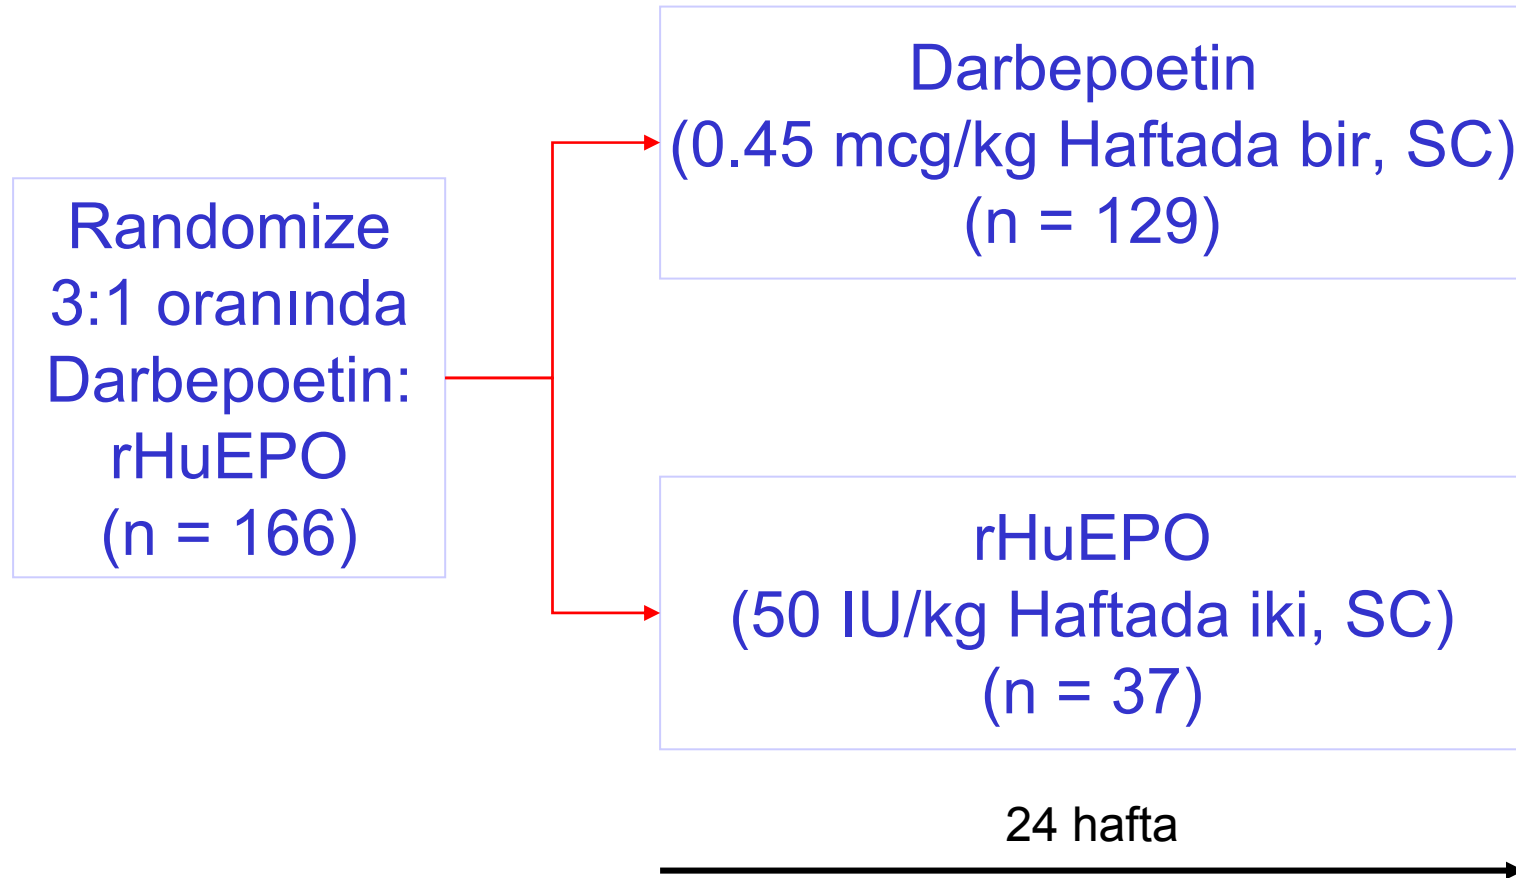 Randomize
3:1 oranında
Darbepoetin:
rHuEPO
(n = 166)
Darbepoetin
(0.45 mcg/kg Haftada bir, SC)
(n = 129)
rHuEPO
(50 IU/kg Haftada iki, SC)
(n = 37)
24 hafta